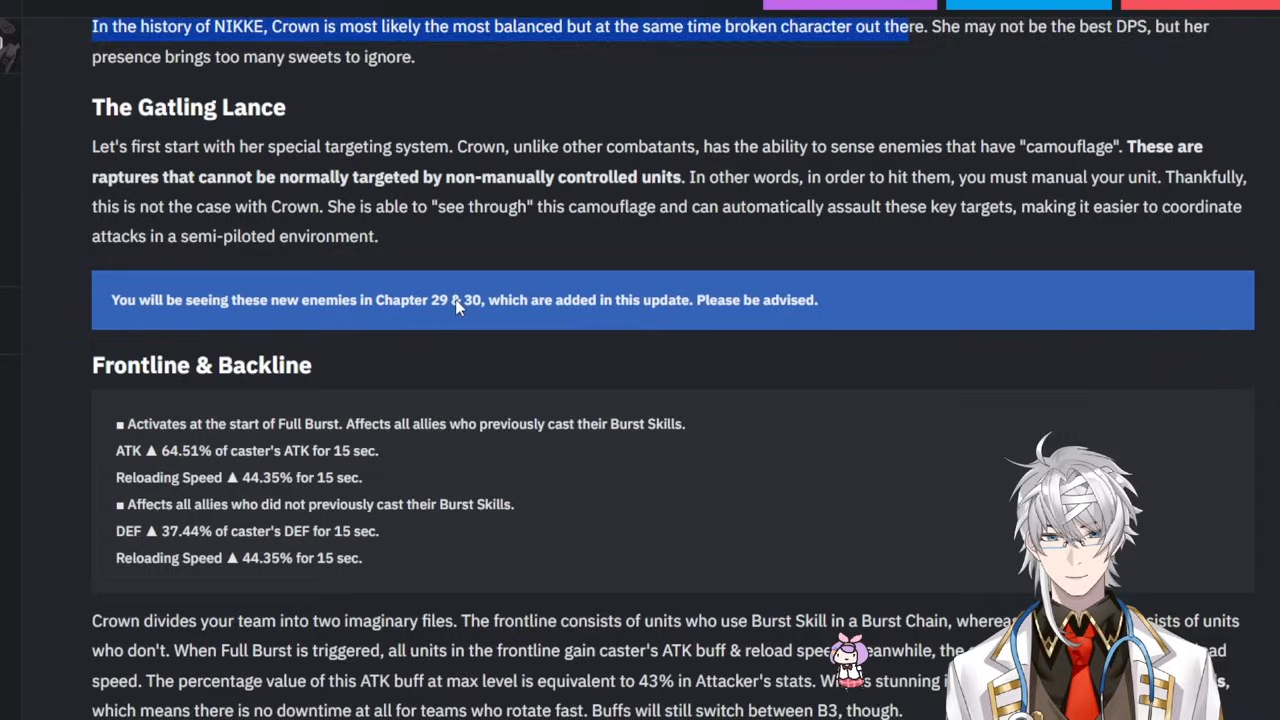 In the history of NIKKE, Crown is most likely the most balanced but at the same time broken character out there. She may not be the best DPS, but her
presence brings too many sweets to ignore.
The Gatling Lance
Let's first start with her special targeting system. Crown, unlike other combatants, has the ability to sense enemies that have "camouflage". These are
raptures that cannot be normally targeted by non-manually controlled units. In other words, in order to hit them, you must manual your unit. Thankfully,
this is not the case with Crown. She is able to "see through" this camouflage and can automatically assault these key targets, making it easier to coordinate
attacks in a semi-piloted environment.
You will be seeing these new enemies in Chapter 29 & 30, which are added in this update. Please be advised.
Frontline & Backline
■ Activates at the start of Full Burst. Affects all allies who previously cast their Burst Skills.
ATK ▲ 64.51% of caster's ATK for 15 sec.
Reloading Speed ▲ 44.35% for 15 sec.
■ Affects all allies who did not previously cast their Burst Skills.
DEF ▲ 37.44% of caster's DEF for 15 sec.
Reloading Speed ▲ 44.35% for 15 sec.
Crown divides your team into two imaginary files. The frontline consists of units who use Burst Skill in a Burst Chain, of units
who don't. When Full Burst is triggered, all units in the frontline gain caster's ATK buff & reload the
speed. The percentage value of this ATK buff at max level is equivalent to 43% in Attacker's stats. stunning
which means there is no downtime at all for teams who rotate fast. Buffs will still switch between B3, though.